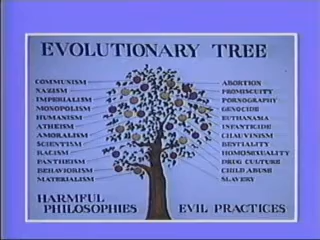 EVOLUTIONARY TREE
COMMUNISM
NAZISM
IMPERIALISM
MONOPOLISM
HUMANISM
ATHEISM
AMORALISM
SCIENTISM
RACISM
PANTHEISM
BEHAVIORISM
MATERIALISM
HARMFUL
PHILOSOPHIES
ABORTION
PROMISCUITY
PORNOGRAPHY
GENOCIDE
EUTHANASIA
INFANTICIDE
CHAUVINISM
BESTIALITY
HOMOSEXUALITY
DRUG CULTURE
CHILD ABUSE
SLAVERY
EVIL PRACTICES